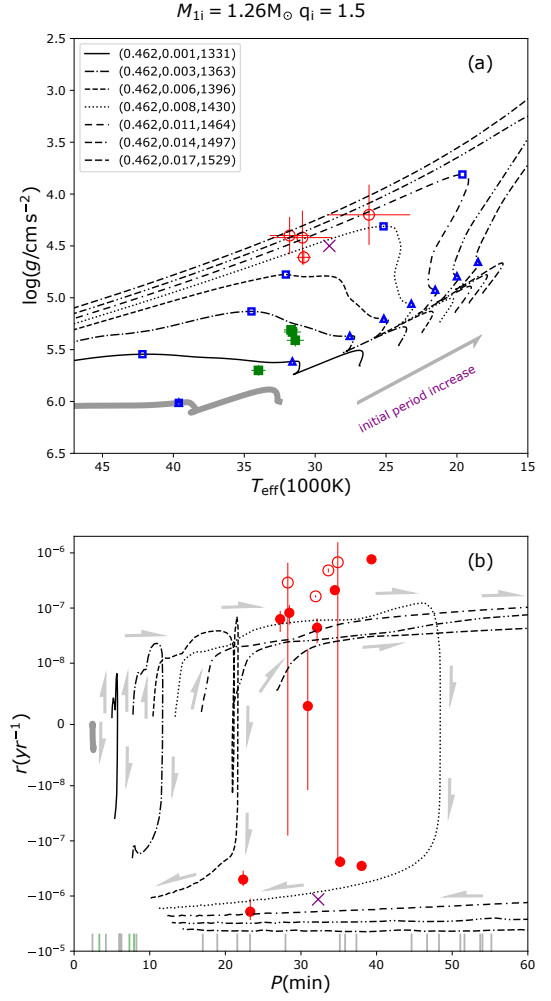 M1i = 1.26M⊙ qi = 1.5
(a)
(0.462,0.001,1331)
(0.462,0.003,1363)
(0.462,0.006,1396)
(0.462,0.008,1430)
(0.462,0.011,1464)
(0.462,0.014,1497)
(0.462,0.017,1529)
2.5
3.0
3.5
4.0
4.5
5.0
5.5
6.0
6.5
log(g/cm s⁻²)
initial period increase
45 40 35 30 25 20 15
Teff(1000K)
(b)
10⁻⁶
10⁻⁷
10⁻⁸
0
−10⁻⁸
−10⁻⁷
−10⁻⁶
−10⁻⁵
r(yr⁻¹)
0 10 20 30 40 50 60
P(min)